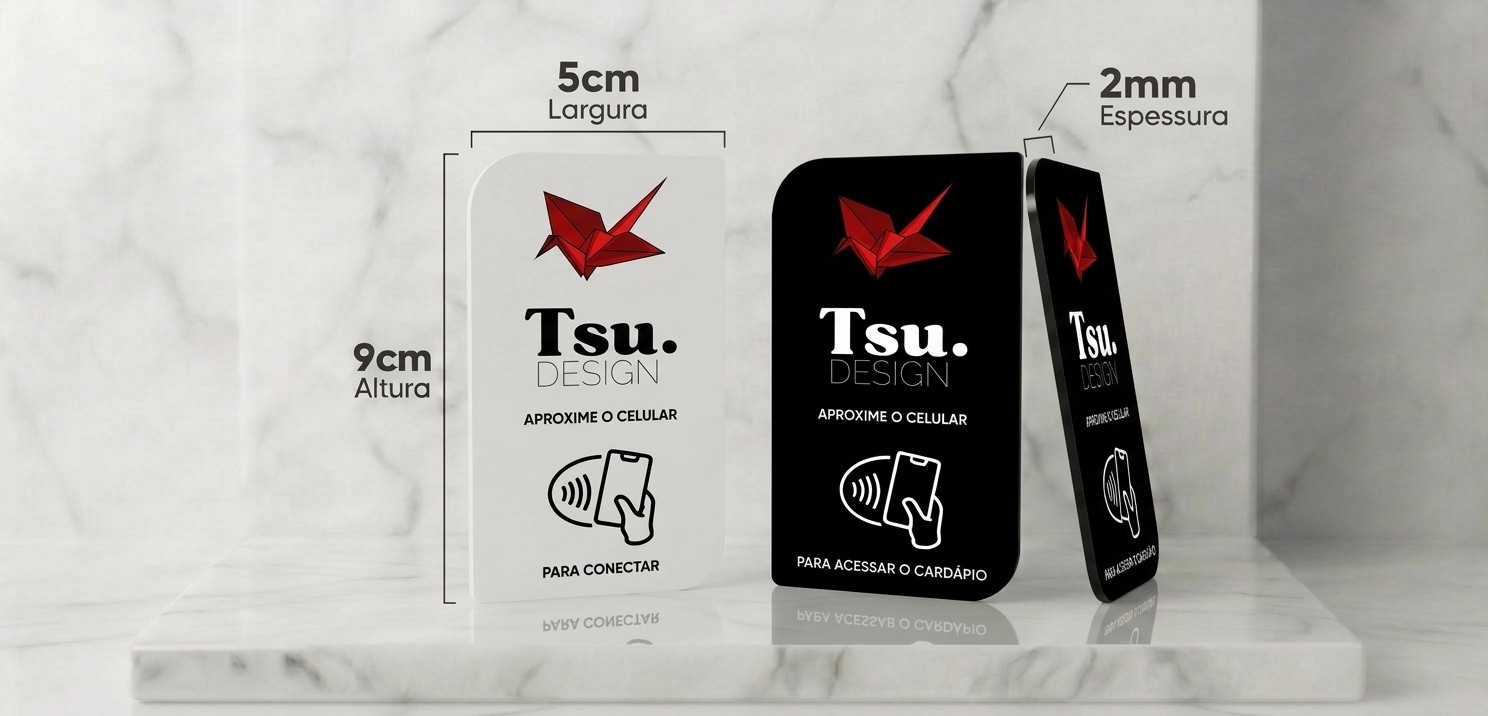 5cm
Largura
2mm
Espessura
9cm
Altura
Tsu.
DESIGN
APROXIME O CELULAR
PARA CONECTAR
Tsu.
DESIGN
APROXIME O CELULAR
PARA ACESSAR O CARDÁPIO
Tsu.
DESIGN